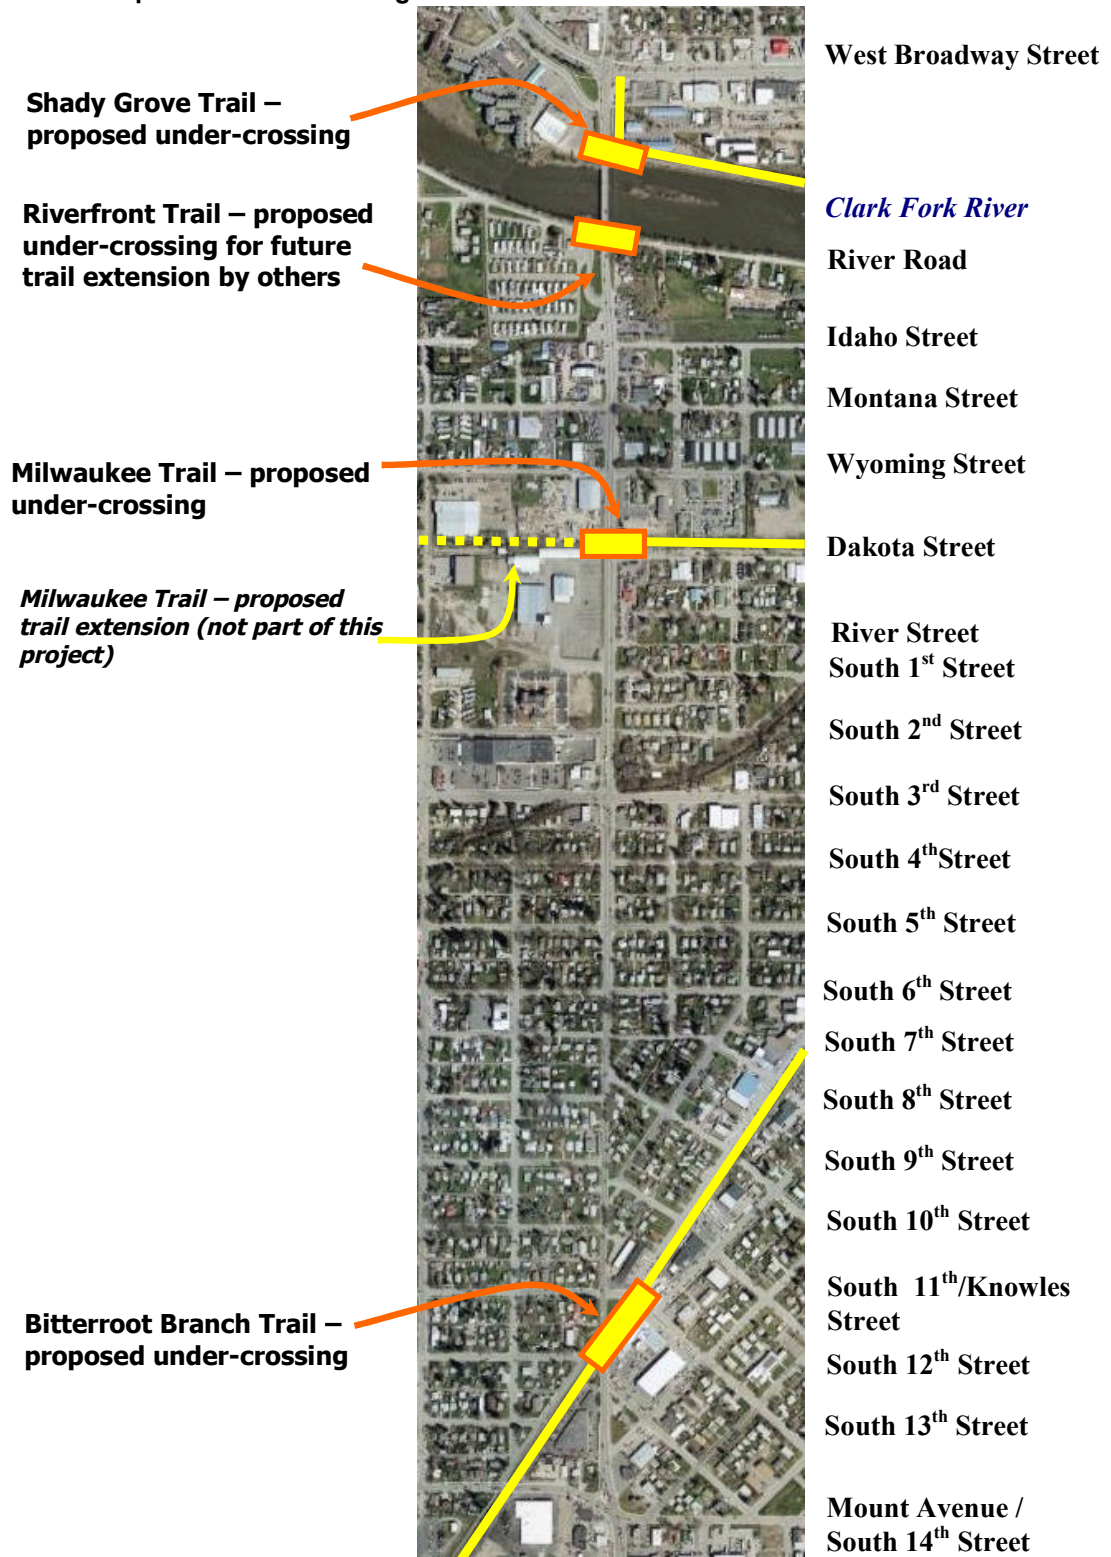 Shady Grove Trail –
proposed under-crossing
Riverfront Trail – proposed
under-crossing for future
trail extension by others
Milwaukee Trail – proposed
under-crossing
Milwaukee Trail – proposed
trail extension (not part of this
project)
Bitterroot Branch Trail –
proposed under-crossing
West Broadway Street
Clark Fork River
River Road
Idaho Street
Montana Street
Wyoming Street
Dakota Street
River Street
South 1st Street
South 2nd Street
South 3rd Street
South 4thStreet
South 5th Street
South 6th Street
South 7th Street
South 8th Street
South 9th Street
South 10th Street
South 11th/Knowles
Street
South 12th Street
South 13th Street
Mount Avenue /
South 14th Street